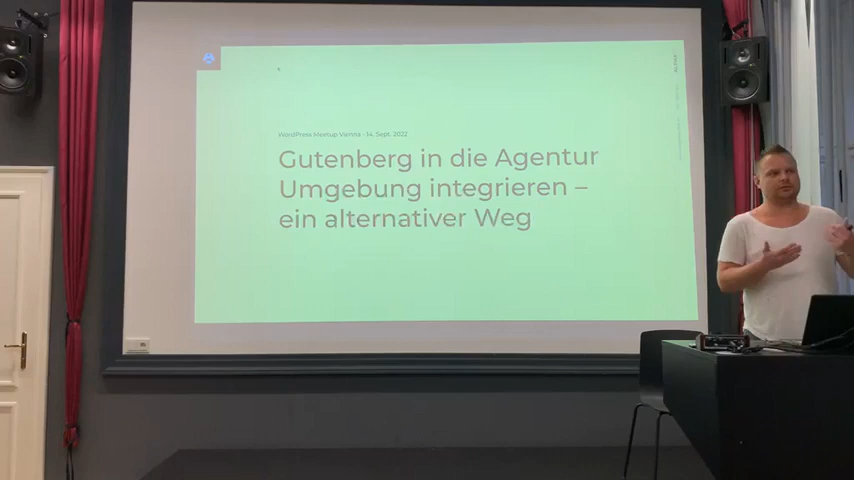 WordPress Meetup Vienna · 14. Sept. 2022
Gutenberg in die Agentur
Umgebung integrieren –
ein alternativer Weg